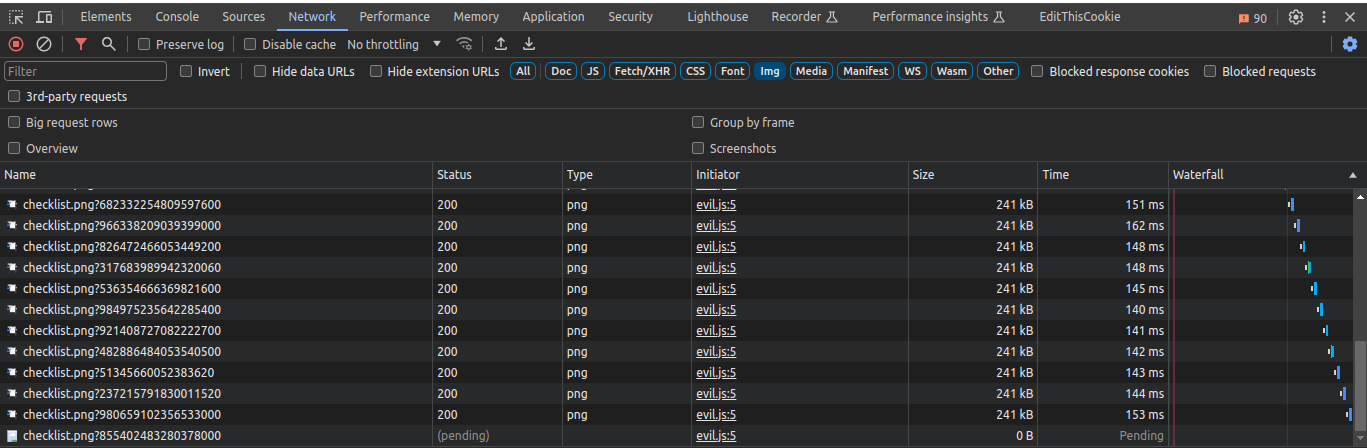 Elements Console Sources Network Performance Memory Application Security Lighthouse Recorder Performance insights EditThisCookie 90
Preserve log Disable cache No throttling
Filter Invert Hide data URLs Hide extension URLs All Doc JS Fetch/XHR CSS Font Img Media Manifest WS Wasm Other Blocked response cookies Blocked requests
3rd-party requests
Big request rows Group by frame
Overview Screenshots
Name Status Type Initiator Size Time Waterfall
checklist.png?682332254809597600 200 png evil.js:5 241 kB 151 ms
checklist.png?966338209039399000 200 png evil.js:5 241 kB 162 ms
checklist.png?826472466053449200 200 png evil.js:5 241 kB 148 ms
checklist.png?317683989942320060 200 png evil.js:5 241 kB 148 ms
checklist.png?536354666369821600 200 png evil.js:5 241 kB 145 ms
checklist.png?984975235642285400 200 png evil.js:5 241 kB 140 ms
checklist.png?921408727082222700 200 png evil.js:5 241 kB 141 ms
checklist.png?482886484053540500 200 png evil.js:5 241 kB 142 ms
checklist.png?51345660052383620 200 png evil.js:5 241 kB 143 ms
checklist.png?237215791830011520 200 png evil.js:5 241 kB 144 ms
checklist.png?980659102356533000 200 png evil.js:5 241 kB 153 ms
checklist.png?855402483280378000 (pending) evil.js:5 0 B Pending